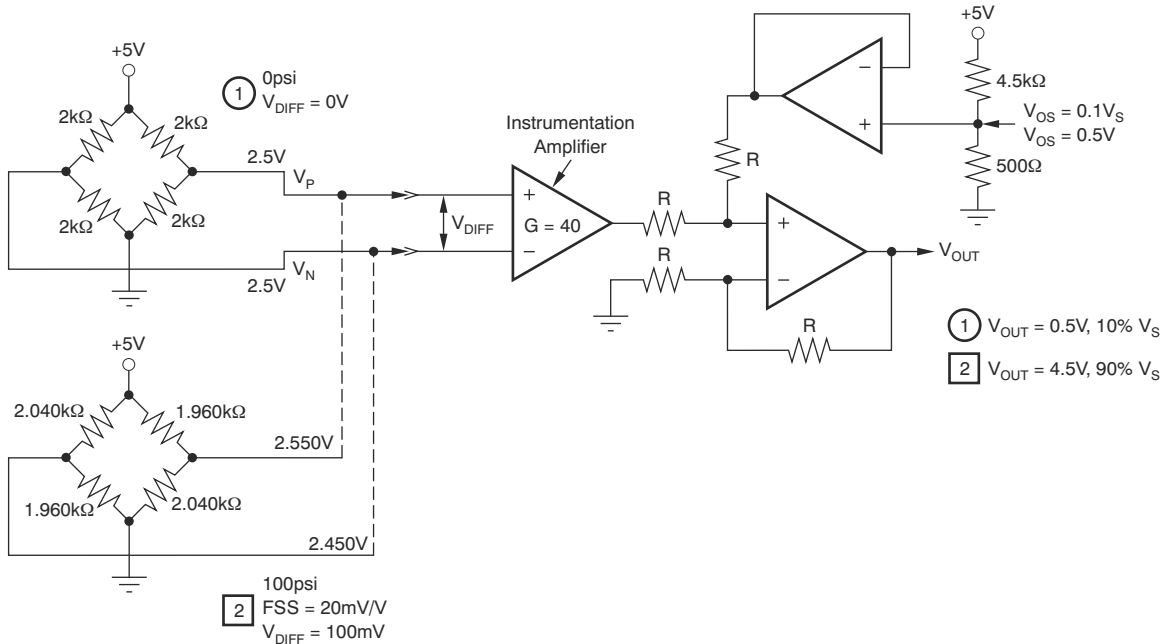 +5V
1
0psi
V_DIFF = 0V
2kΩ
2kΩ
2kΩ
2kΩ
2.5V
V_P
V_N
2.5V
V_DIFF
Instrumentation
Amplifier
+
G = 40
−
R
R
R
R
−
+
+5V
4.5kΩ
V_OS = 0.1V_S
V_OS = 0.5V
500Ω
+
−
V_OUT
1 V_OUT = 0.5V, 10% V_S
2 V_OUT = 4.5V, 90% V_S
+5V
2.040kΩ
1.960kΩ
1.960kΩ
2.040kΩ
2.550V
2.450V
2
100psi
FSS = 20mV/V
V_DIFF = 100mV